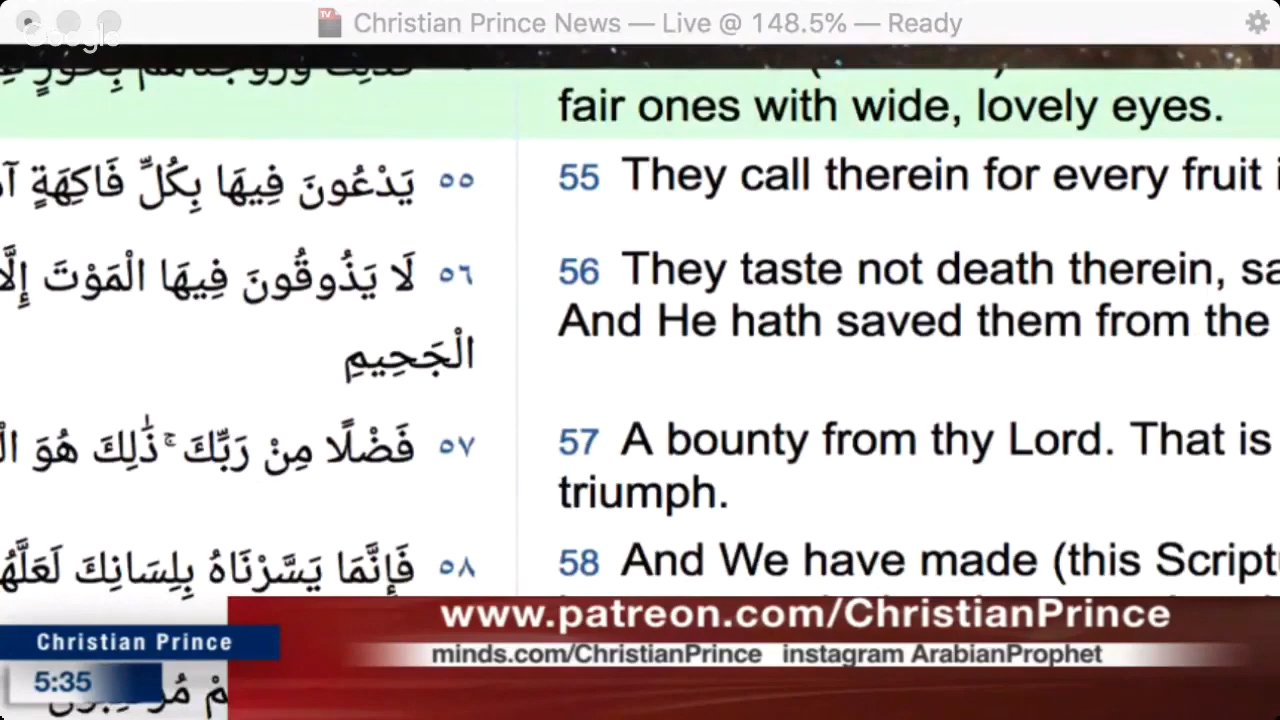 Google
Christian Prince News — Live @ 148.5% — Ready
fair ones with wide, lovely eyes.
٥٥ يَدْعُونَ فِيهَا بِكُلِّ فَاكِهَةٍ
55 They call therein for every fruit
٥٦ لَا يَذُوقُونَ فِيهَا الْمَوْتَ إِلَّا
الْجَحِيمِ
56 They taste not death therein,
And He hath saved them from the
٥٧ فَضْلًا مِنْ رَبِّكَ ۚ ذَٰلِكَ هُوَ
57 A bounty from thy Lord. That is
triumph.
٥٨ فَإِنَّمَا يَسَّرْنَاهُ بِلِسَانِكَ
58 And We have made (this
www.patreon.com/ChristianPrince
Christian Prince
minds.com/ChristianPrince instagram ArabianProphet
5:35